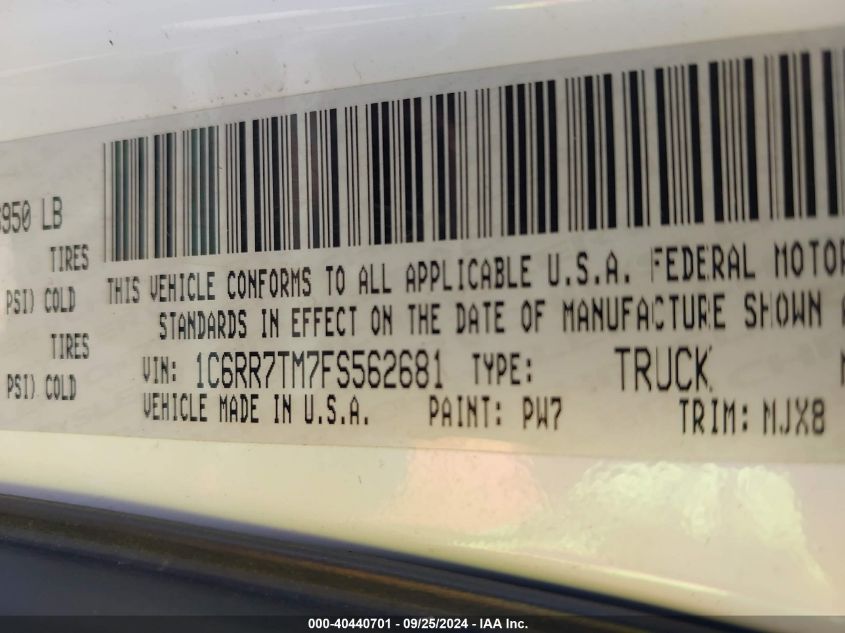 950 LB
TIRES
PSI) COLD
TIRES
PSI) COLD
THIS VEHICLE CONFORMS TO ALL APPLICABLE U.S.A. FEDERAL MOTOR
STANDARDS IN EFFECT ON THE DATE OF MANUFACTURE SHOWN
VIN: 1C6RR7TM7FS562681 TYPE: TRUCK
VEHICLE MADE IN U.S.A. PAINT: PW7 TRIM: MJX8
000-40440701 - 09/25/2024 - IAA Inc.